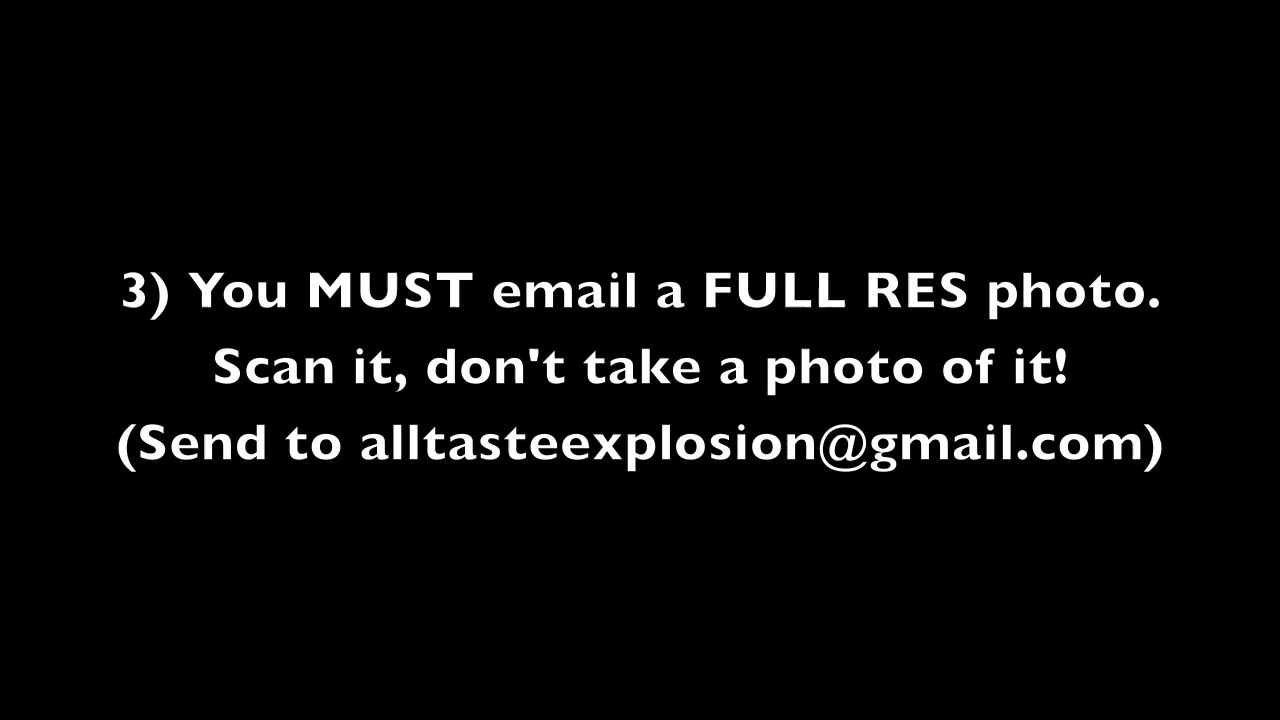 3) You MUST email a FULL RES photo.
Scan it, don't take a photo of it!
(Send to alltasteexplosion@gmail.com)